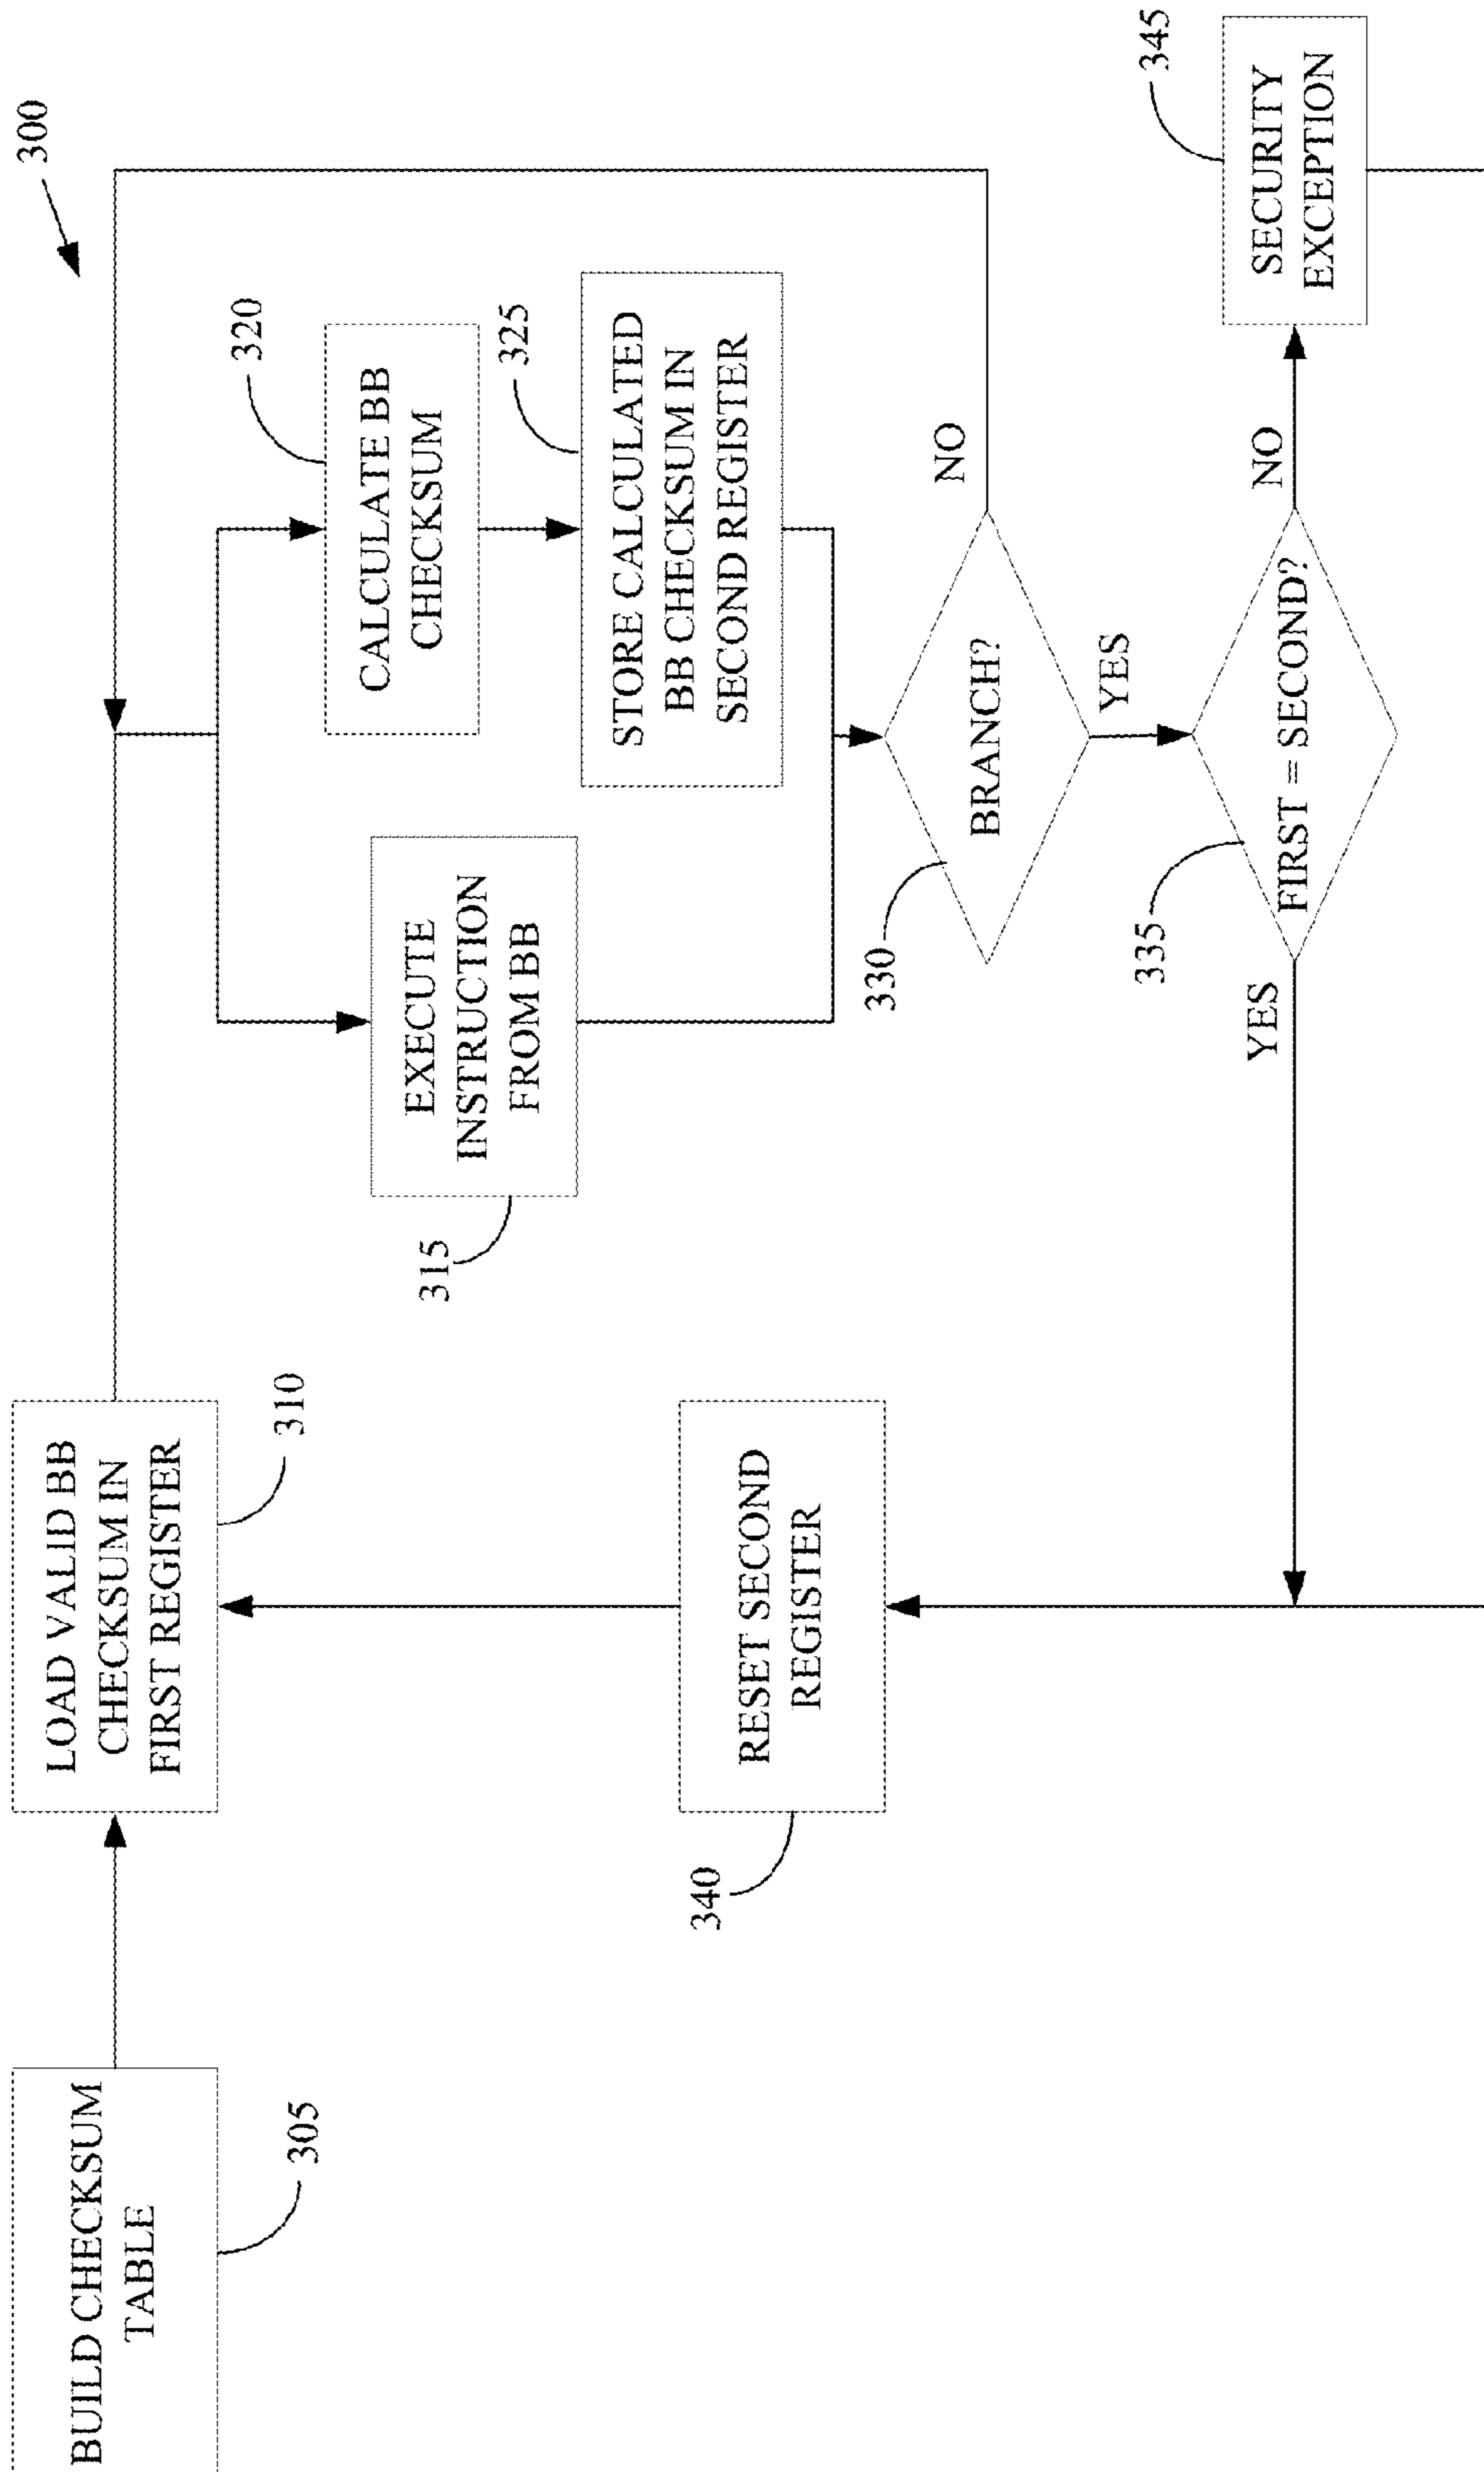 300
BUILD CHECKSUM
TABLE
305
LOAD VALID BB
CHECKSUM IN
FIRST REGISTER
310
EXECUTE
INSTRUCTION
FROM BB
315
CALCULATE BB
CHECKSUM
320
STORE CALCULATED
BB CHECKSUM IN
SECOND REGISTER
325
BRANCH?
330
NO
YES
FIRST = SECOND?
335
YES
NO
RESET SECOND
REGISTER
340
SECURITY
EXCEPTION
345